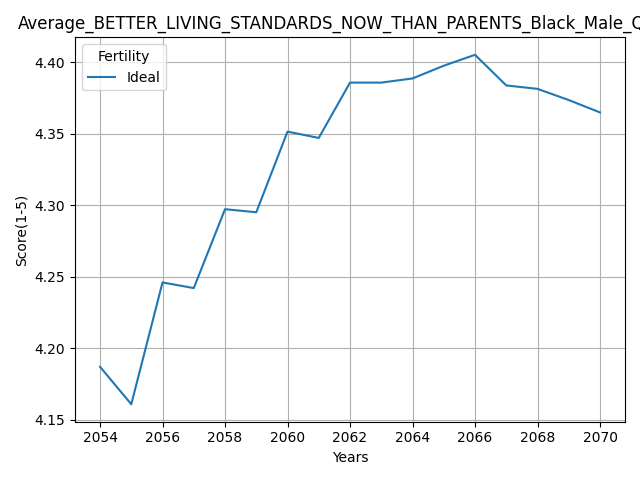 Average_BETTER_LIVING_STANDARDS_NOW_THAN_PARENTS_Black_Male_Q
Fertility
Ideal
4.40
4.35
4.30
4.25
4.20
4.15
Score(1-5)
2054 2056 2058 2060 2062 2064 2066 2068 2070
Years